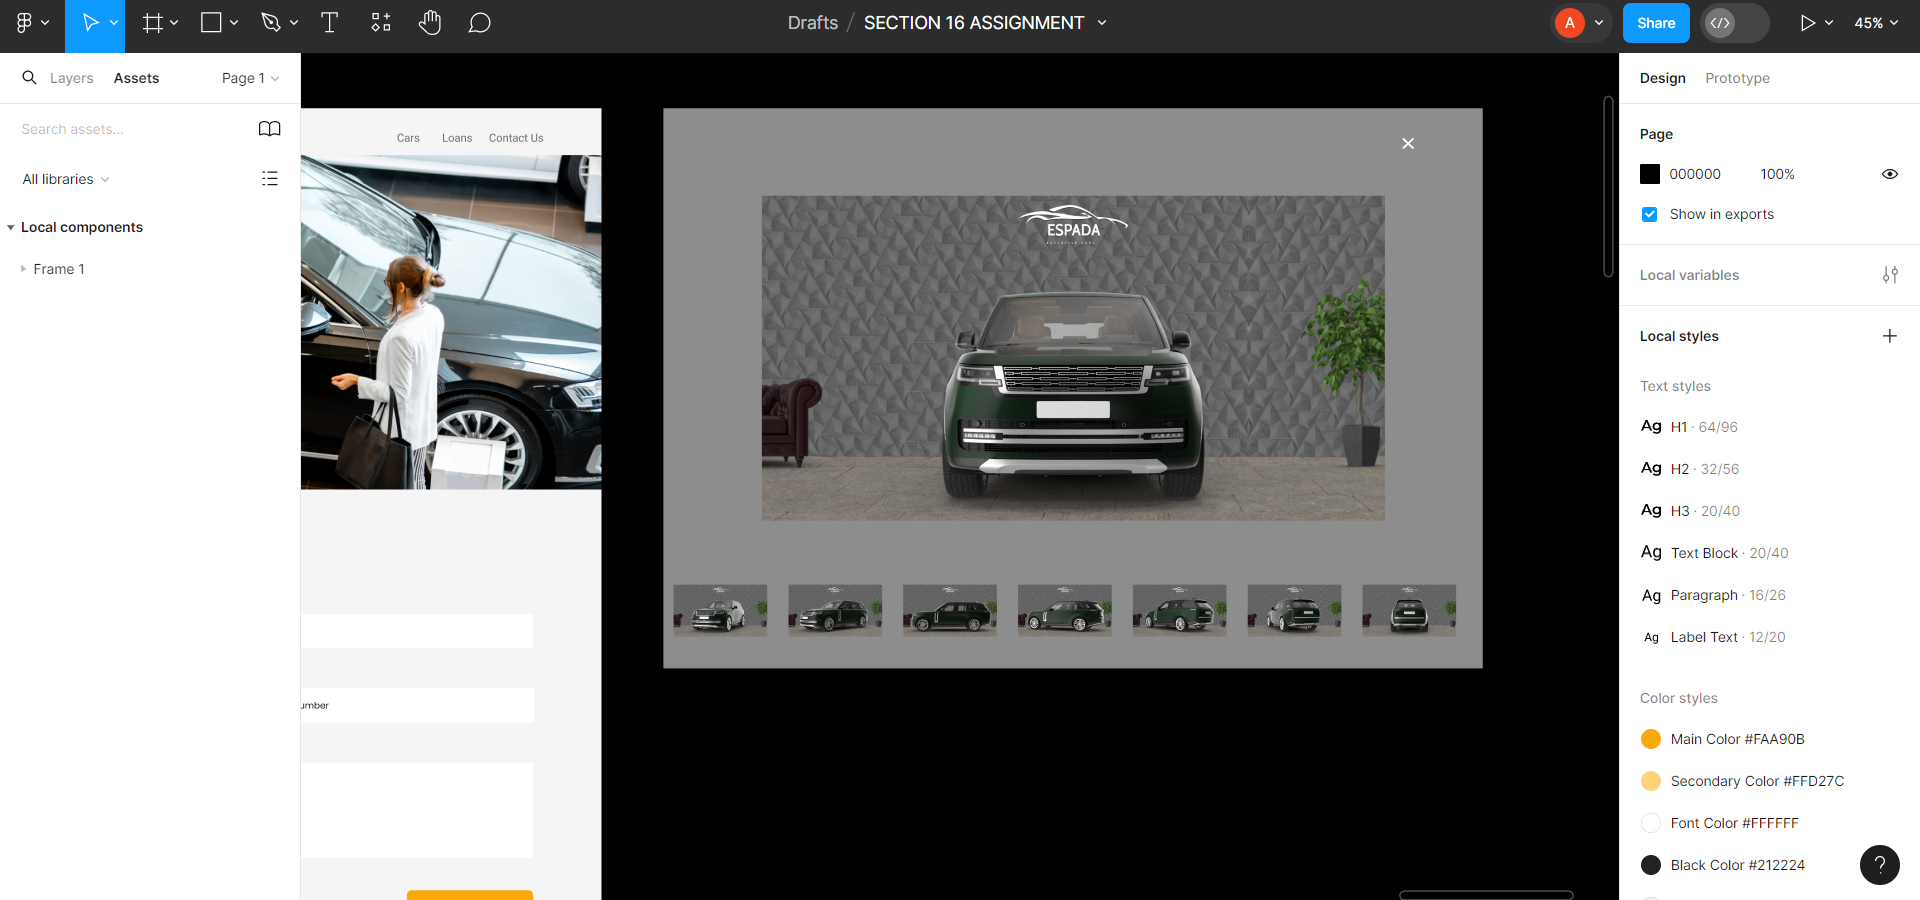 Drafts / SECTION 16 ASSIGNMENT
A
Share
45%
Layers
Assets
Page 1
Search assets...
All libraries
Local components
Frame 1
Cars
Loans
Contact Us
umber
ESPADA
Design
Prototype
Page
000000
100%
Show in exports
Local variables
Local styles
Text styles
Ag H1 · 64/96
Ag H2 · 32/56
Ag H3 · 20/40
Ag Text Block · 20/40
Ag Paragraph · 16/26
Ag Label Text · 12/20
Color styles
Main Color #FAA90B
Secondary Color #FFD27C
Font Color #FFFFFF
Black Color #212224
?